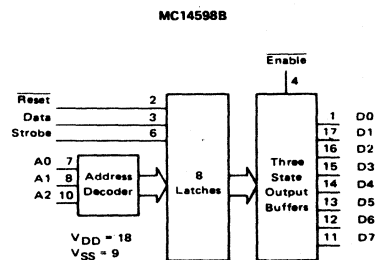 MC14598B
Enable
4
Reset 2
Data 3
Strobe 6
A0 7
A1 8
A2 10
Address
Decoder
8
Latches
Three
State
Output
Buffers
1 D0
17 D1
16 D2
15 D3
14 D4
13 D5
12 D6
11 D7
VDD = 18
VSS = 9